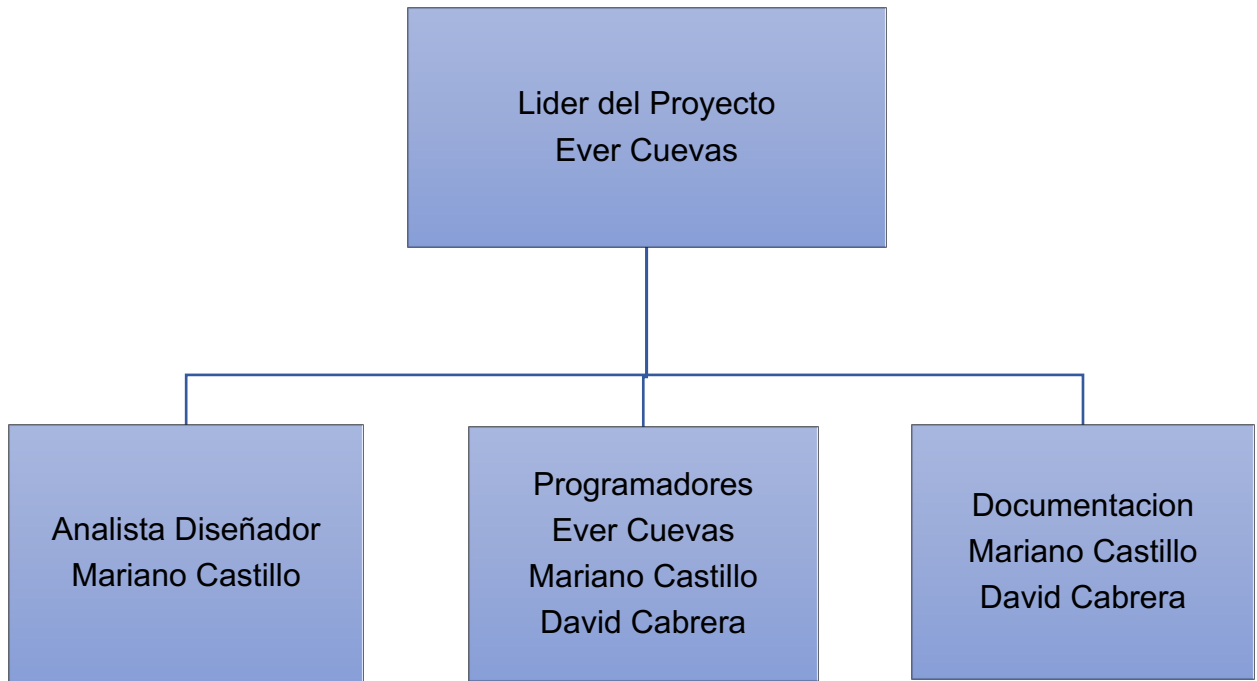 Lider del Proyecto
Ever Cuevas
Analista Diseñador
Mariano Castillo
Programadores
Ever Cuevas
Mariano Castillo
David Cabrera
Documentacion
Mariano Castillo
David Cabrera